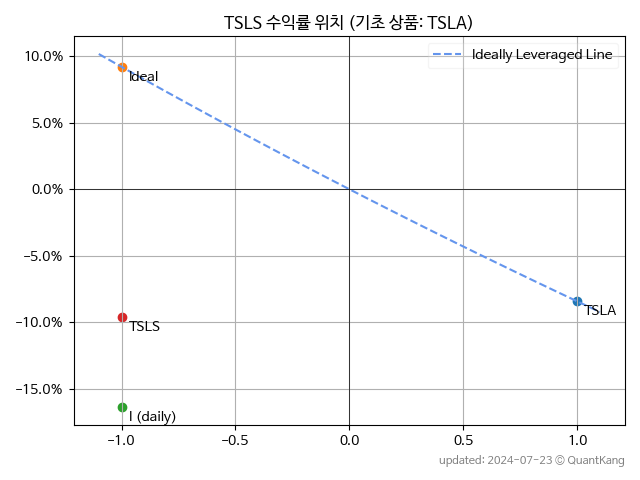 TSLS 수익률 위치 (기초 상품: TSLA)
10.0%
5.0%
0.0%
−5.0%
−10.0%
−15.0%
Ideally Leveraged Line
Ideal
TSLA
TSLS
I (daily)
−1.0 −0.5 0.0 0.5 1.0
updated: 2024-07-23 © QuantKang